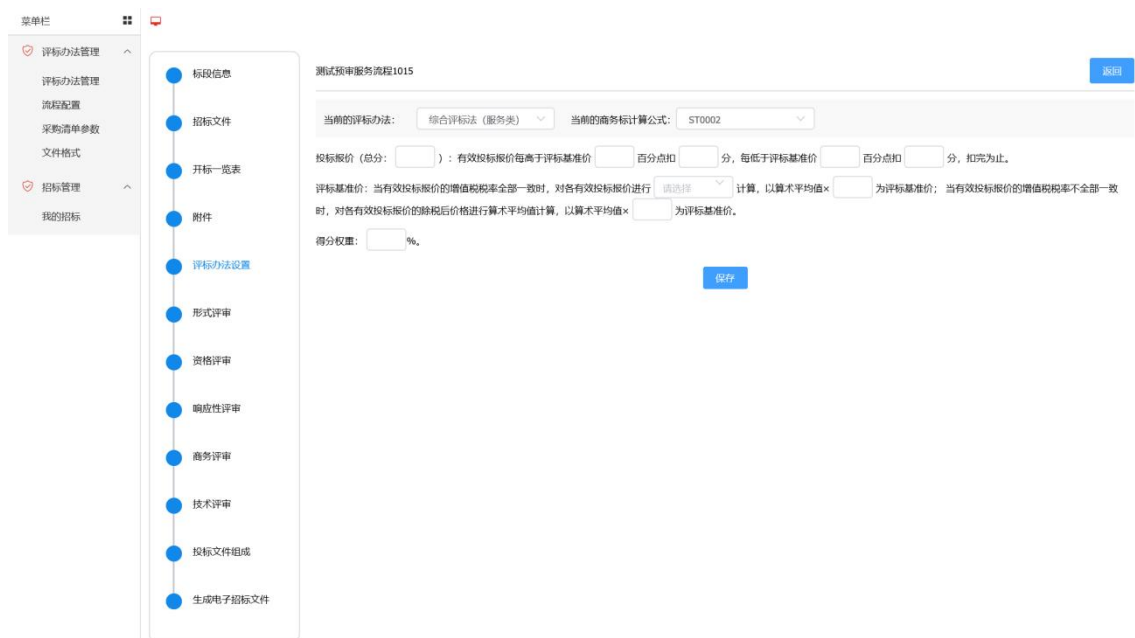 菜单栏
评标办法管理
评标办法管理
流程配置
采购清单参数
文件格式
招标管理
我的招标
标段信息
招标文件
开标一览表
附件
评标办法设置
形式评审
资格评审
响应性评审
商务评审
技术评审
投标文件组成
生成电子招标文件
测试预审服务流程1015
返回
当前的评标办法: 综合评标法（服务类） 当前的商务标计算公式: ST0002
投标报价（总分: ）: 有效投标报价每高于评标基准价 百分点扣 分, 每低于评标基准价 百分点扣 分, 扣完为止。
评标基准价: 当有效投标报价的增值税税率全部一致时, 对各有效投标报价进行 请选择 计算, 以算术平均值× 为评标基准价; 当有效投标报价的增值税税率不全部一致
时, 对各有效投标报价的除税后价格进行算术平均值计算, 以算术平均值× 为评标基准价。
得分权重: %。
保存